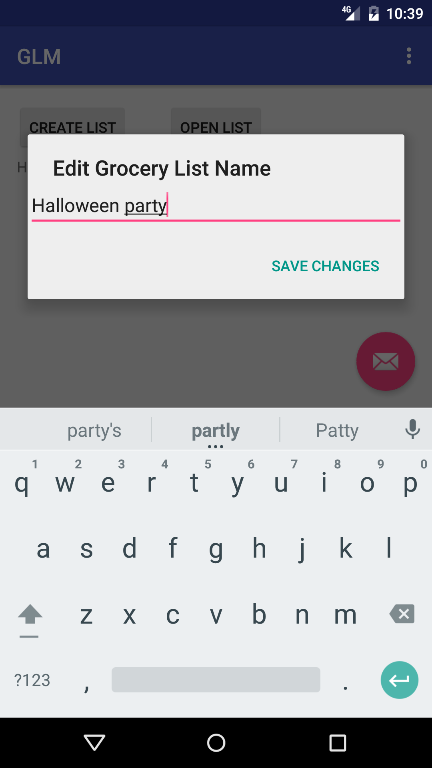 4G 10:39
GLM
CREATE LIST OPEN LIST
H
Edit Grocery List Name
Halloween party
SAVE CHANGES
party's partly Patty
1 2 3 4 5 6 7 8 9 0
q w e r t y u i o p
a s d f g h j k l
z x c v b n m
?123 , .